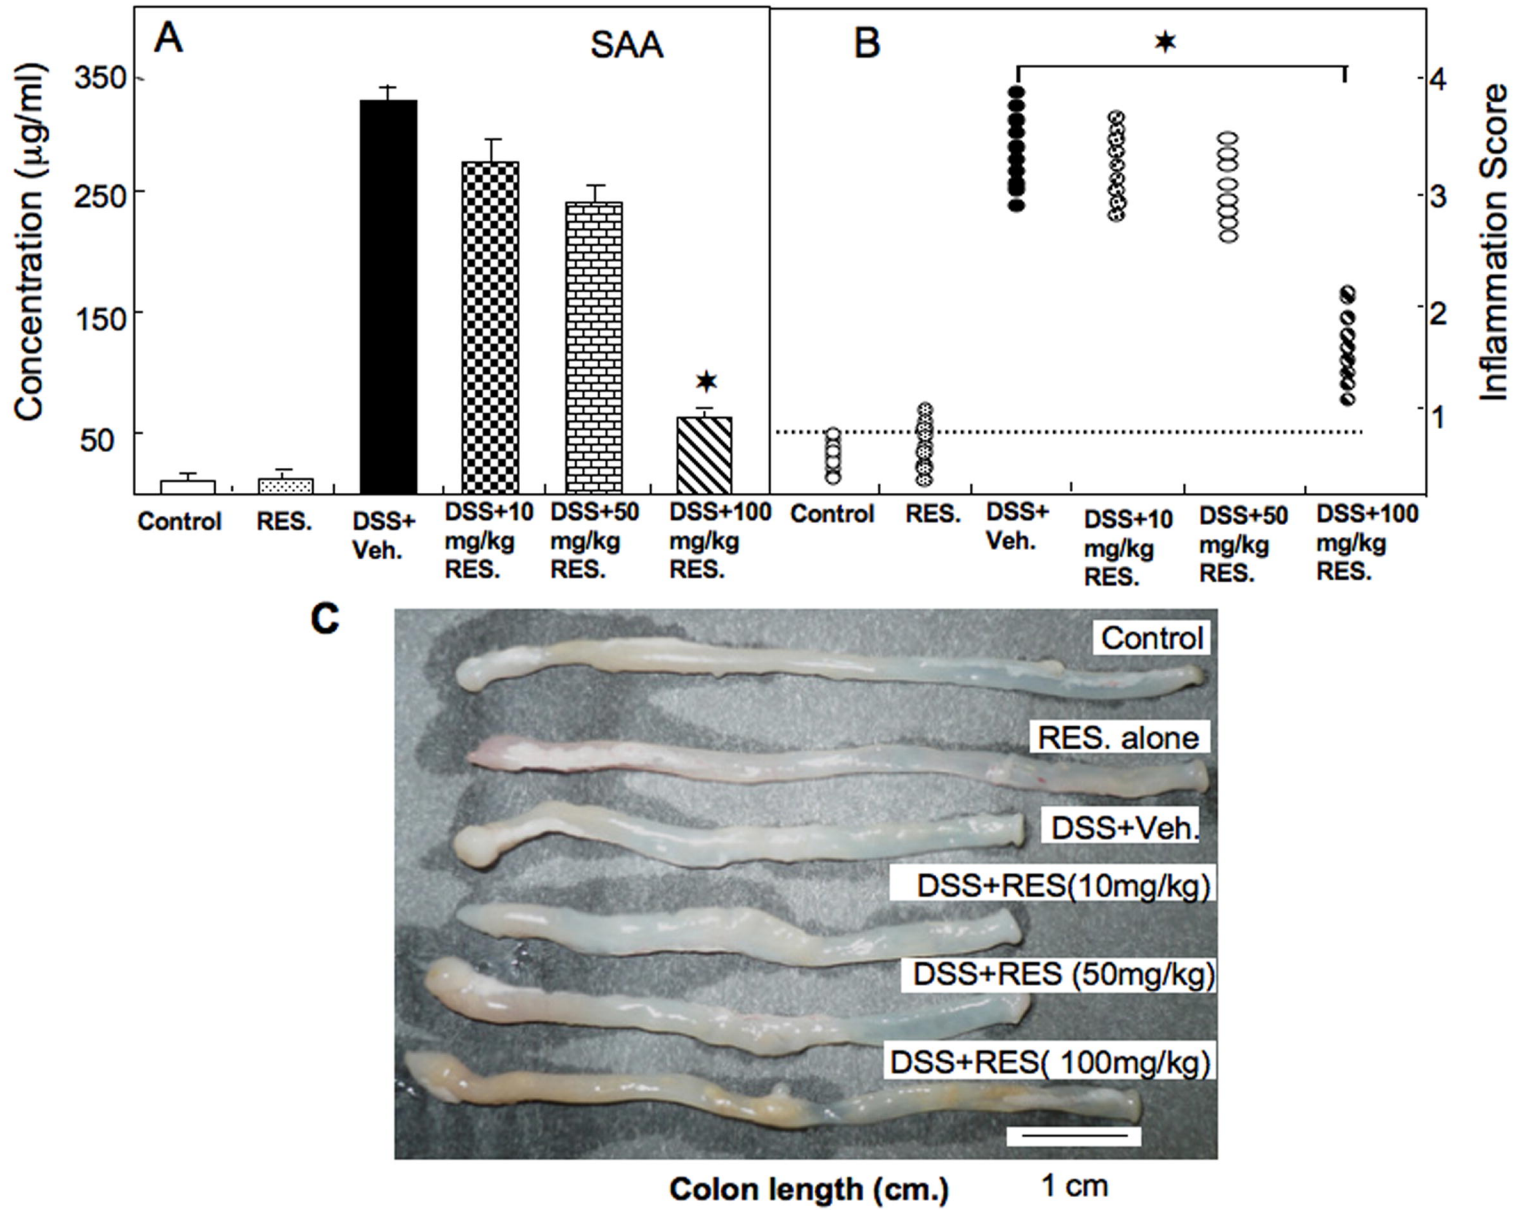 A
SAA
Concentration (µg/ml)
350
250
150
50
✶
Control
RES.
DSS+
Veh.
DSS+10
mg/kg
RES.
DSS+50
mg/kg
RES.
DSS+100
mg/kg
RES.
B
✶
4
3
2
1
Inflammation Score
Control
RES.
DSS+
Veh.
DSS+10
mg/kg
RES.
DSS+50
mg/kg
RES.
DSS+100
mg/kg
RES.
C
Control
RES. alone
DSS+Veh.
DSS+RES(10mg/kg)
DSS+RES (50mg/kg)
DSS+RES( 100mg/kg)
Colon length (cm.)
1 cm